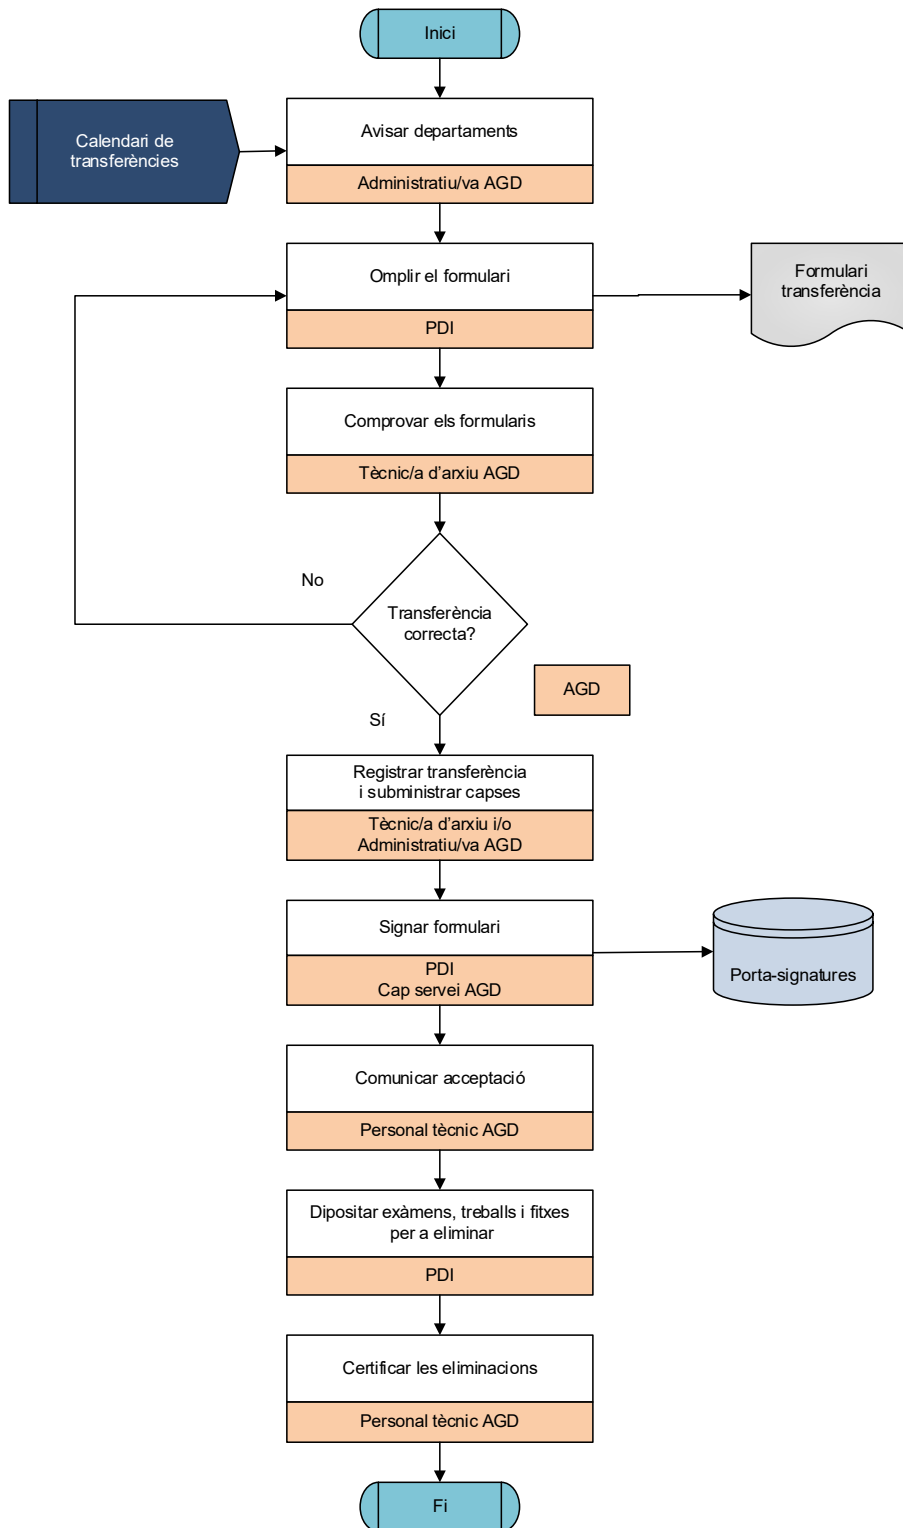 Inici
Calendari de
transferències
Avisar departaments
Administratiu/va AGD
Omplir el formulari
PDI
Formulari
transferència
Comprovar els formularis
Tècnic/a d'arxiu AGD
No
Transferència
correcta?
AGD
Sí
Registrar transferència
i subministrar capses
Tècnic/a d'arxiu i/o
Administratiu/va AGD
Signar formulari
PDI
Cap servei AGD
Porta-signatures
Comunicar acceptació
Personal tècnic AGD
Dipositar exàmens, treballs i fitxes
per a eliminar
PDI
Certificar les eliminacions
Personal tècnic AGD
Fi